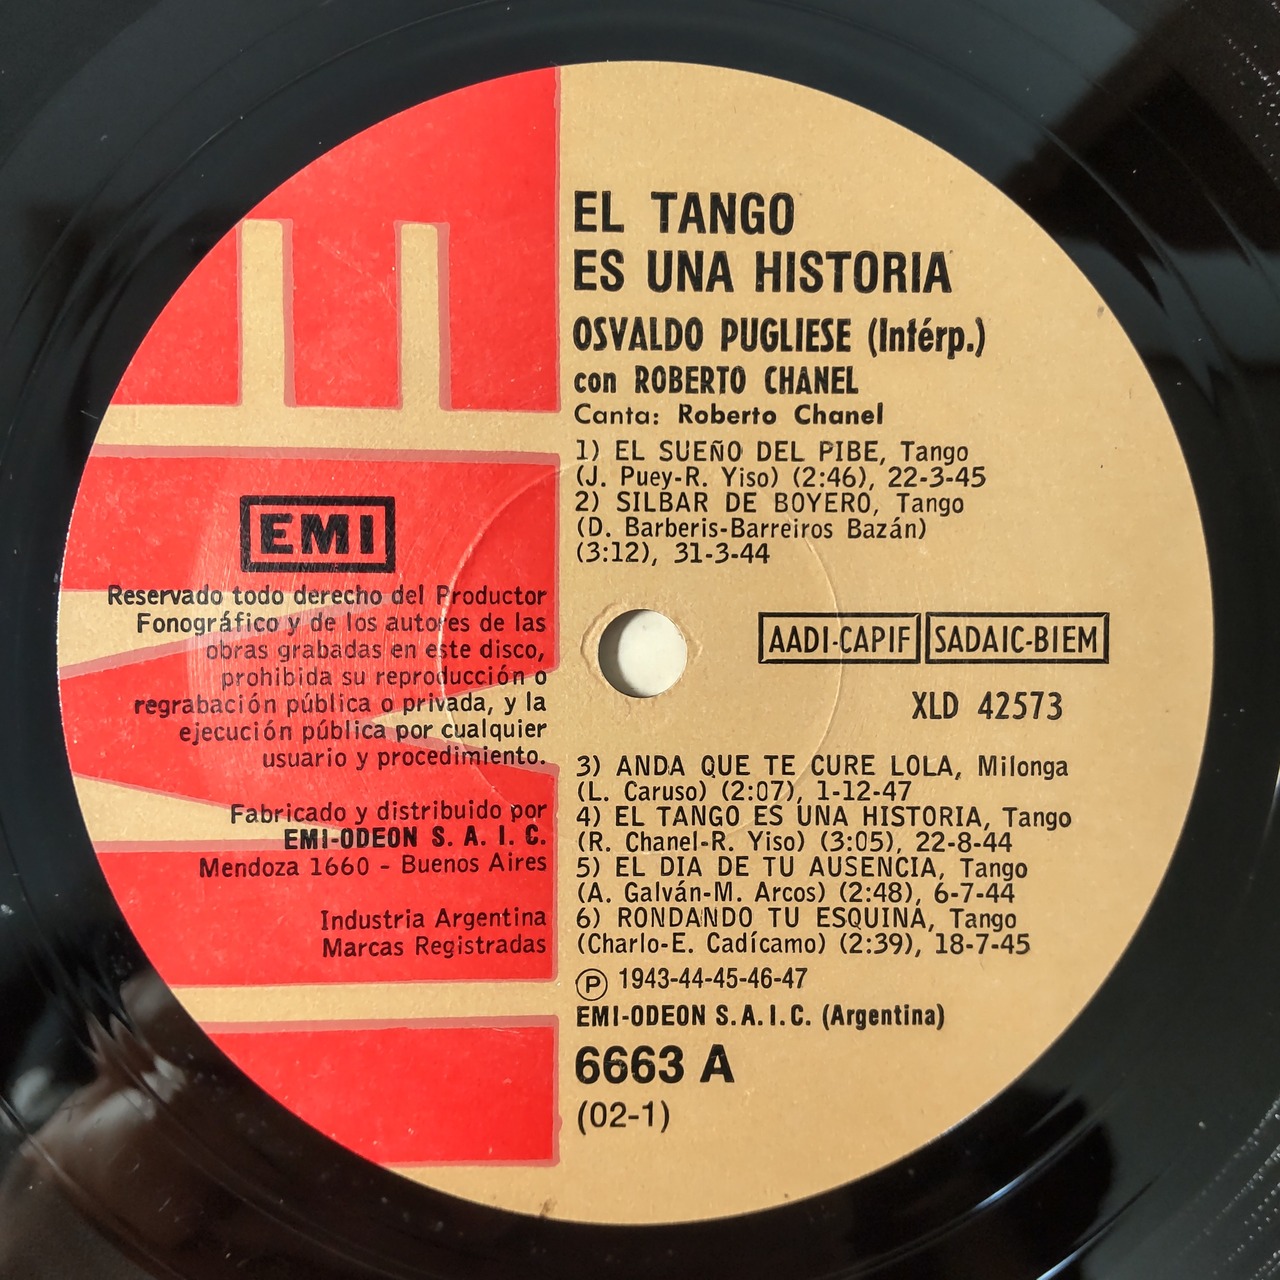 EL TANGO
ES UNA HISTORIA
OSVALDO PUGLIESE (Intérp.)
con ROBERTO CHANEL
Canta: Roberto Chanel
1) EL SUEÑO DEL PIBE, Tango
(J. Puey-R. Yiso) (2:46), 22-3-45
2) SILBAR DE BOYERO, Tango
(D. Barberis-Barreiros Bazán)
(3:12), 31-3-44
EMI
Reservado todo derecho del Productor
Fonográfico y de los autores de las
obras grabadas en este disco,
prohibida su reproducción o
regrabación pública o privada, y la
ejecución pública por cualquier
usuario y procedimiento.
Fabricado y distribuido por
EMI-ODEON S. A. I. C.
Mendoza 1660 - Buenos Aires
Industria Argentina
Marcas Registradas
AADI-CAPIF SADAIC-BIEM
XLD 42573
3) ANDA QUE TE CURE LOLA, Milonga
(L. Caruso) (2:07), 1-12-47
4) EL TANGO ES UNA HISTORIA, Tango
(R. Chanel-R. Yiso) (3:05), 22-8-44
5) EL DIA DE TU AUSENCIA, Tango
(A. Galván-M. Arcos) (2:48), 6-7-44
6) RONDANDO TU ESQUINA, Tango
(Charlo-E. Cadícamo) (2:39), 18-7-45
Ⓟ 1943-44-45-46-47
EMI-ODEON S.A.I.C. (Argentina)
6663 A
(02-1)